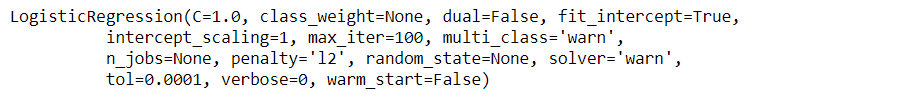 LogisticRegression(C=1.0, class_weight=None, dual=False, fit_intercept=True,
intercept_scaling=1, max_iter=100, multi_class='warn',
n_jobs=None, penalty='l2', random_state=None, solver='warn',
tol=0.0001, verbose=0, warm_start=False)